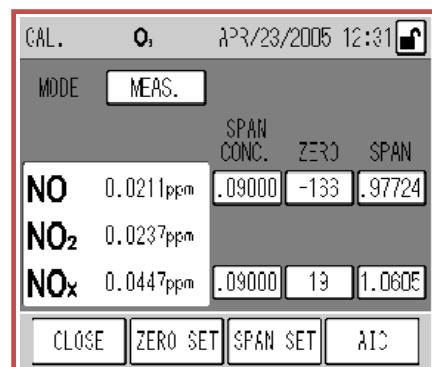 CAL. O₃ APR/23/2005 12:31
MODE MEAS.
SPAN
CONC. ZERO SPAN
NO 0.0211ppm .09000 .97724
NO₂ 0.0237ppm
NOx 0.0447ppm .09000 19 1.0605
CLOSE ZERO SET SPAN SET AIC